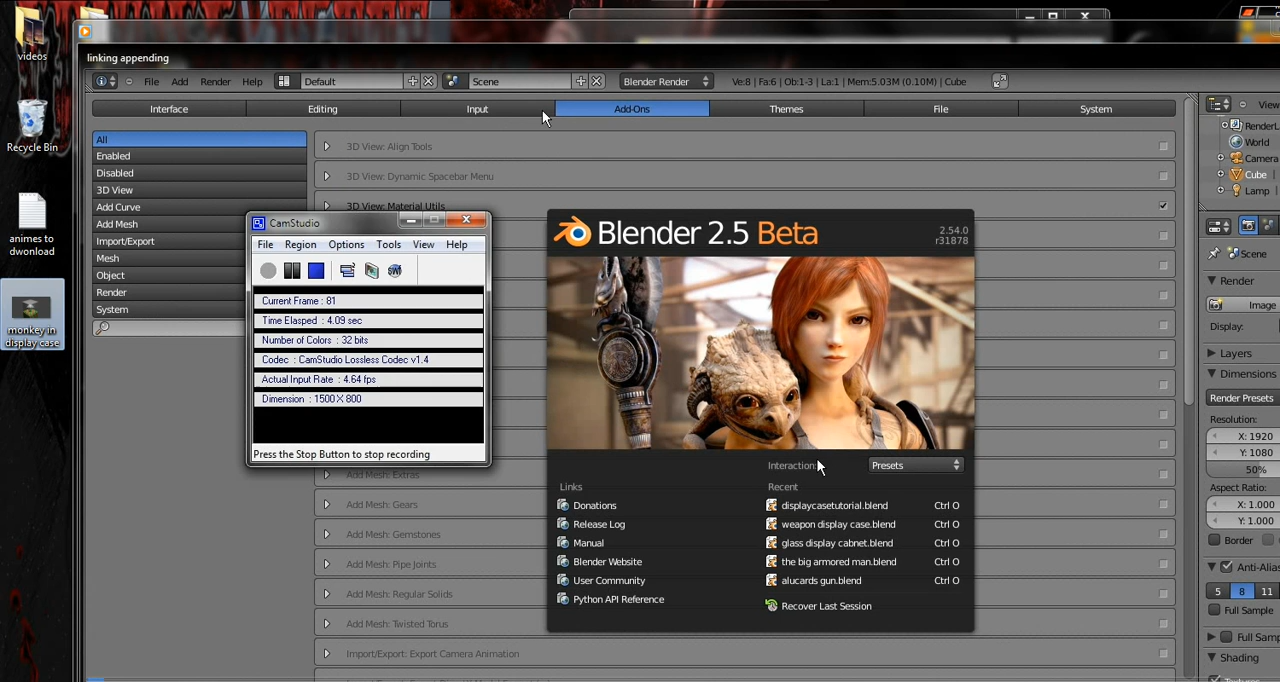 videos
Recycle Bin
animes to
dwonload
monkey in
display case
linking appending
File Add Render Help Default Scene Blender Render Ve:8 | Fa:6 | Ob:1-3 | La:1 | Mem:5.03M (0.10M) | Cube
Interface Editing Input Add-Ons Themes File System
All
Enabled
Disabled
3D View
Add Curve
Add Mesh
Import/Export
Mesh
Object
Render
System
3D View: Align Tools
3D View: Dynamic Spacebar Menu
3D View: Material Utils
CamStudio
File Region Options Tools View Help
Current Frame : 81
Time Elasped : 4.09 sec
Number of Colors : 32 bits
Codec : CamStudio Lossless Codec v1.4
Actual Input Rate : 4.64 fps
Dimension : 1500 X 800
Press the Stop Button to stop recording
Add Mesh: Extras
Add Mesh: Gears
Add Mesh: Gemstones
Add Mesh: Pipe Joints
Add Mesh: Regular Solids
Add Mesh: Twisted Torus
Import/Export: Export Camera Animation
Blender 2.5 Beta
2.54.0
r31878
Interaction: Presets
Links
Donations
Release Log
Manual
Blender Website
User Community
Python API Reference
Recent
displaycasetutorial.blend Ctrl O
weapon display case.blend Ctrl O
glass display cabnet.blend Ctrl O
the big armored man.blend Ctrl O
alucards gun.blend Ctrl O
Recover Last Session
View
RenderL
World
Camera
Cube
Lamp
Scene
Render
Image
Display:
Layers
Dimensions
Render Presets
Resolution:
X: 1920
Y: 1080
50%
Aspect Ratio:
X: 1.000
Y: 1.000
Border
Anti-Alias
5 8 11
Full Sample
Full Samp
Shading